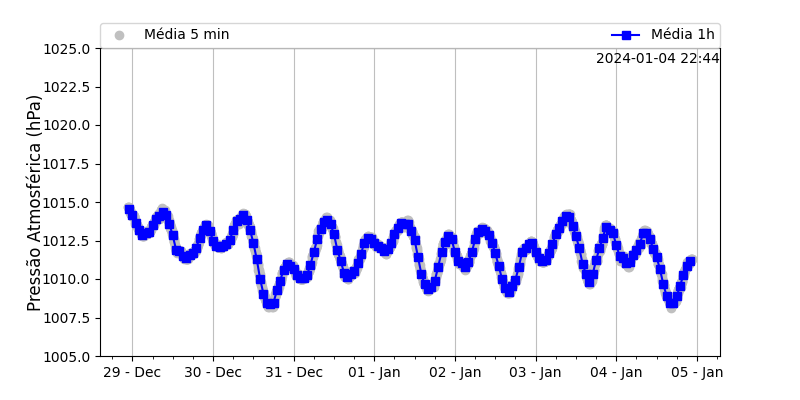 Média 5 min
Média 1h
2024-01-04 22:44
Pressão Atmosférica (hPa)
1025.0
1022.5
1020.0
1017.5
1015.0
1012.5
1010.0
1007.5
1005.0
29 - Dec
30 - Dec
31 - Dec
01 - Jan
02 - Jan
03 - Jan
04 - Jan
05 - Jan